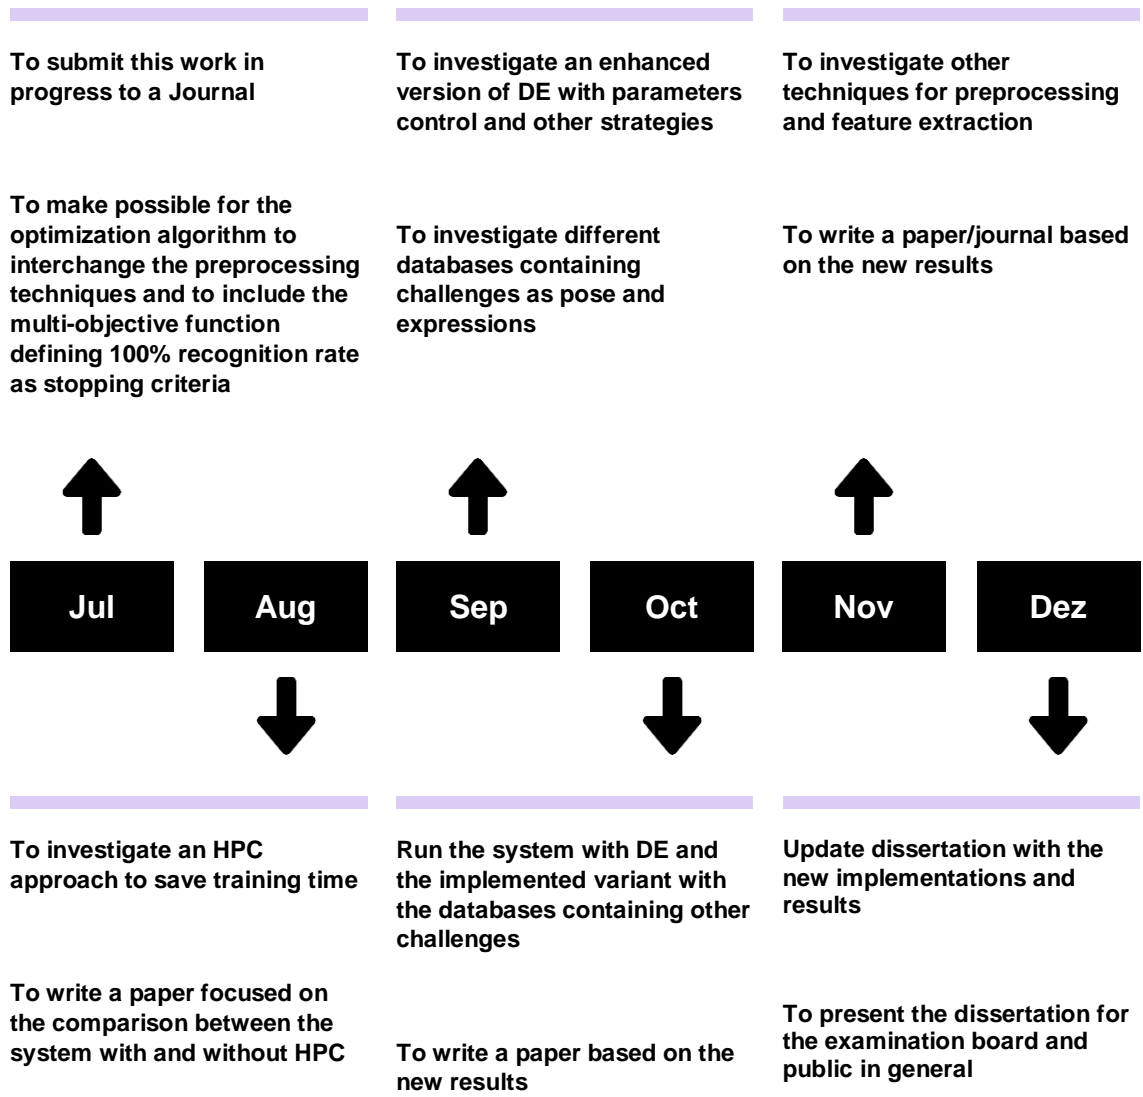 To submit this work in
progress to a Journal
To make possible for the
optimization algorithm to
interchange the preprocessing
techniques and to include the
multi-objective function
defining 100% recognition rate
as stopping criteria
To investigate an enhanced
version of DE with parameters
control and other strategies
To investigate different
databases containing
challenges as pose and
expressions
To investigate other
techniques for preprocessing
and feature extraction
To write a paper/journal based
on the new results
Jul
Aug
Sep
Oct
Nov
Dez
To investigate an HPC
approach to save training time
To write a paper focused on
the comparison between the
system with and without HPC
Run the system with DE and
the implemented variant with
the databases containing other
challenges
To write a paper based on the
new results
Update dissertation with the
new implementations and
results
To present the dissertation for
the examination board and
public in general